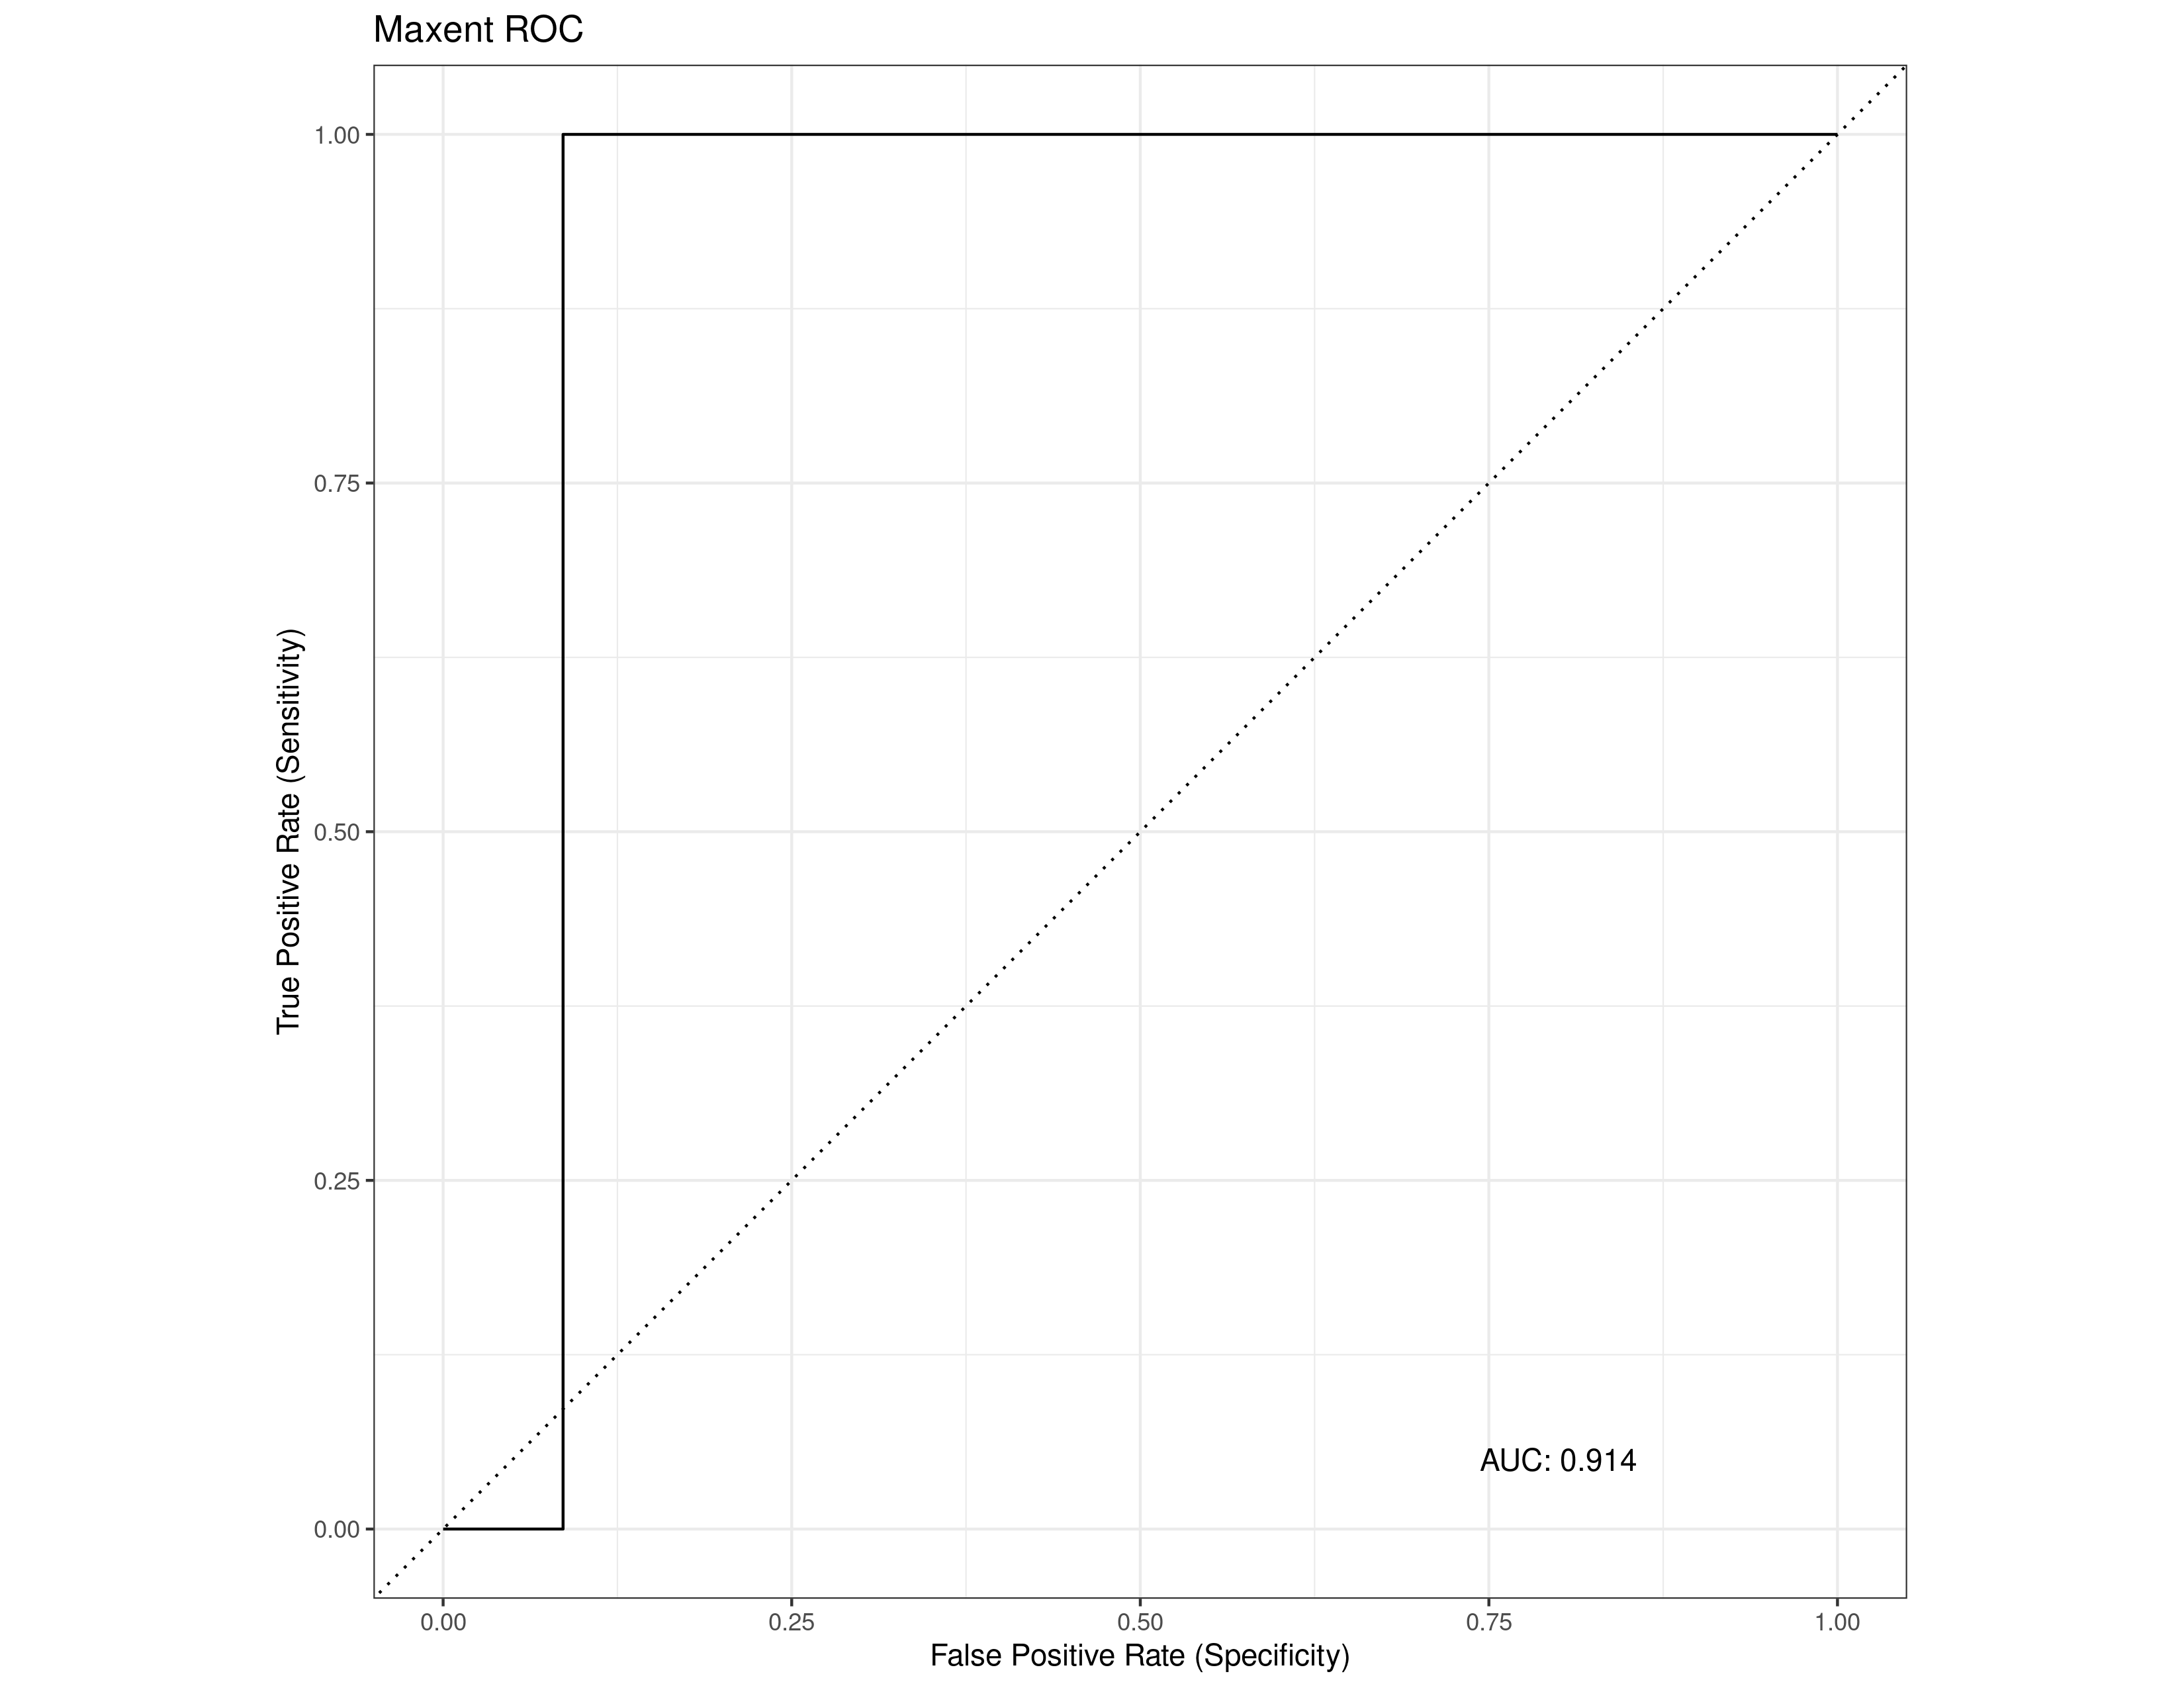 Maxent ROC
True Positive Rate (Sensitivity)
1.00
0.75
0.50
0.25
0.00
AUC: 0.914
0.00 0.25 0.50 0.75 1.00
False Positive Rate (Specificity)